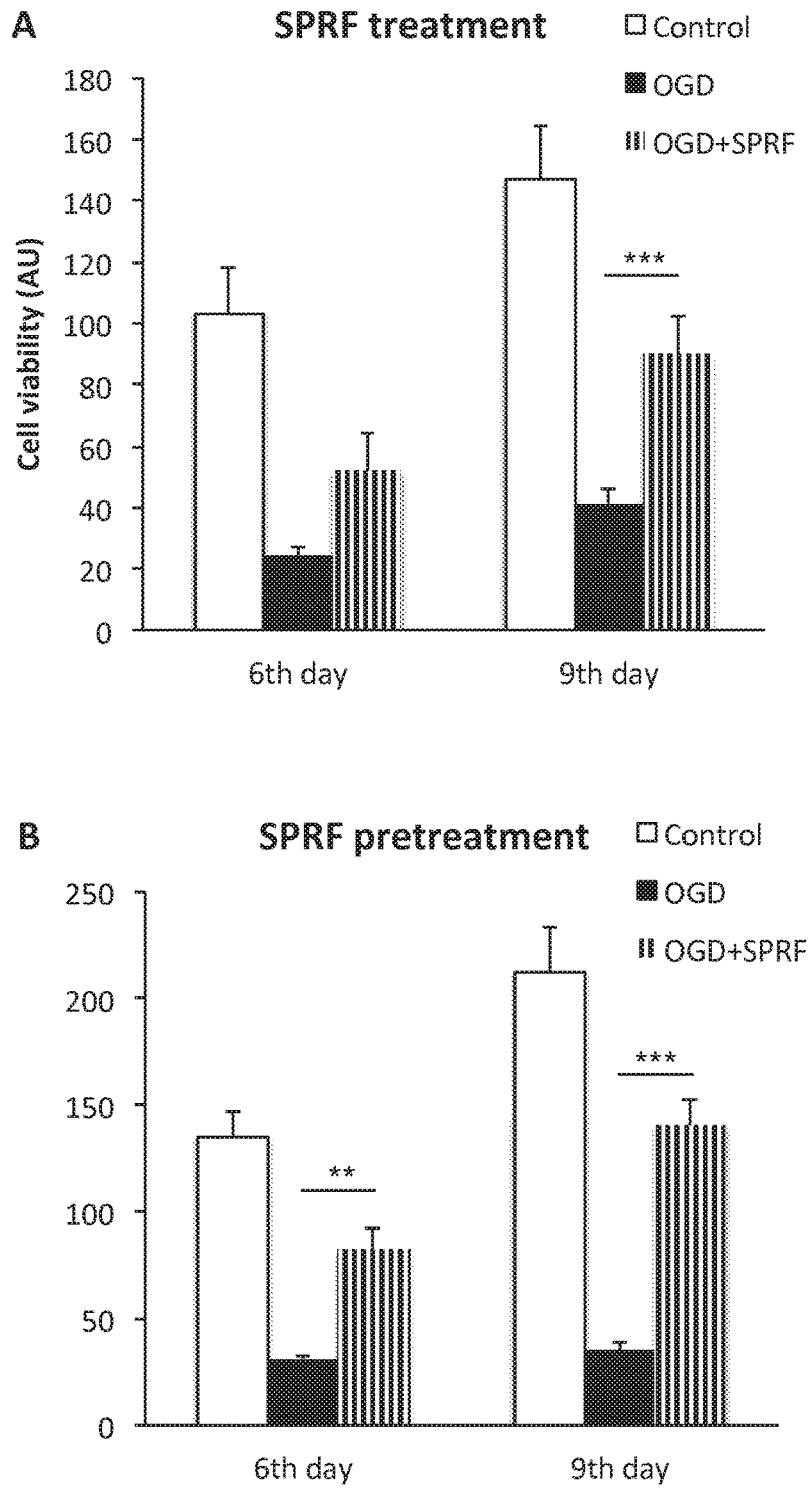 A
SPRF treatment
Control
OGD
OGD+SPRF
Cell viability (AU)
180
160
140
120
100
80
60
40
20
0
***
6th day
9th day
B
SPRF pretreatment
Control
OGD
OGD+SPRF
250
200
150
100
50
0
**
***
6th day
9th day